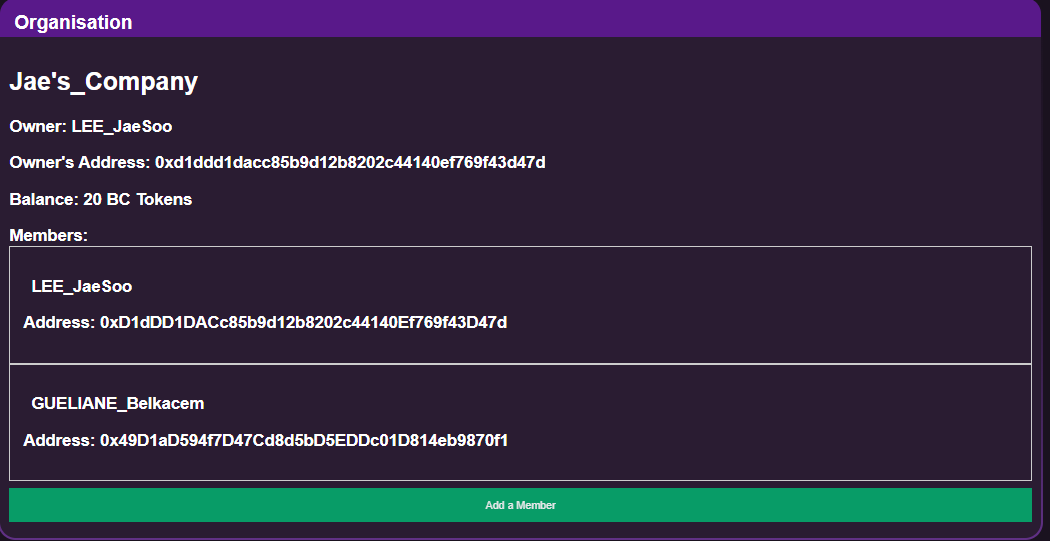 Organisation
Jae's_Company
Owner: LEE_JaeSoo
Owner's Address: 0xd1ddd1dacc85b9d12b8202c44140ef769f43d47d
Balance: 20 BC Tokens
Members:
LEE_JaeSoo
Address: 0xD1dDD1DACc85b9d12b8202c44140Ef769f43D47d
GUELIANE_Belkacem
Address: 0x49D1aD594f7D47Cd8d5bD5EDDc01D814eb9870f1
Add a Member